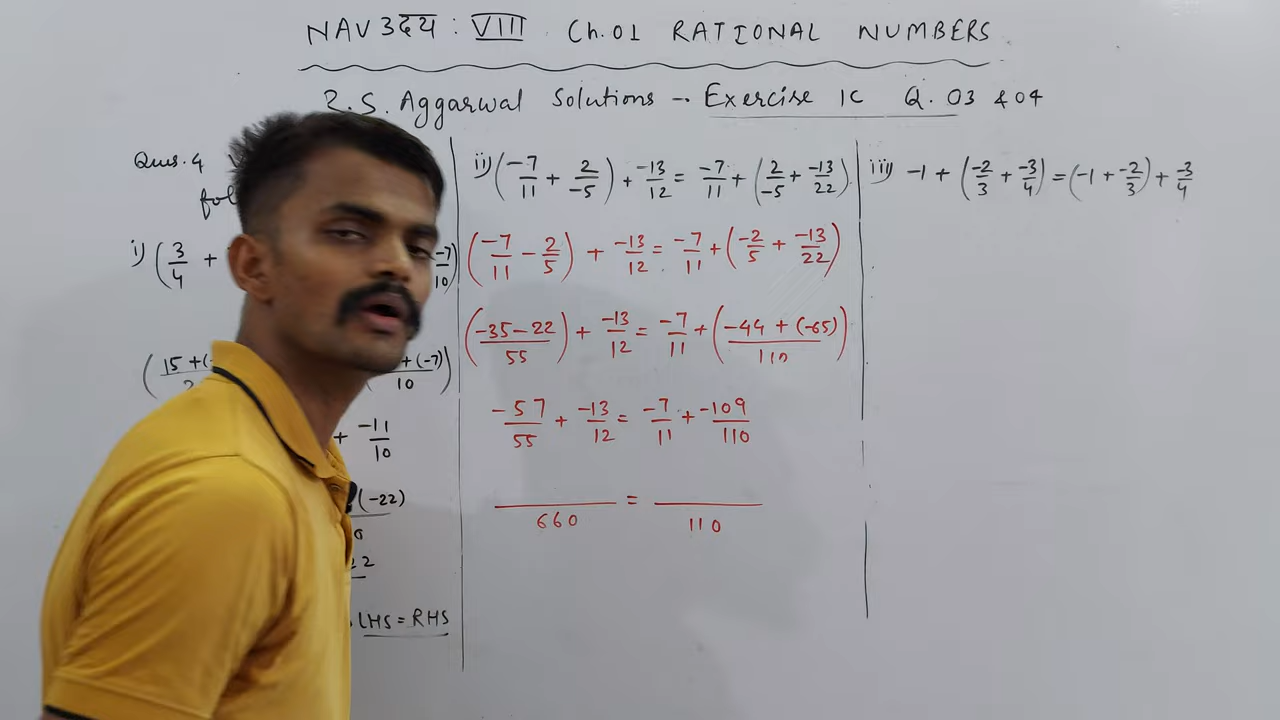 NAVउदय : VIII Ch.01 RATIONAL NUMBERS
R.S. Aggarwal Solutions -- Exercise 1C Q. 03 & 04
Qus. 4
i) (3/4 +
-7/10)
(15 + (-
+ (-7)/10)
+ -11/10
(-22)
LHS = RHS
ii) (-7/11 + 2/-5) + -13/12 = -7/11 + (2/-5 + -13/22)
(-7/11 - 2/5) + -13/12 = -7/11 + (-2/5 + -13/22)
(-35-22/55) + -13/12 = -7/11 + (-44 + (-65)/110)
-57/55 + -13/12 = -7/11 + -109/110
/660 = /110
iii) -1 + (-2/3 + -3/4) = (-1 + -2/3) + -3/4